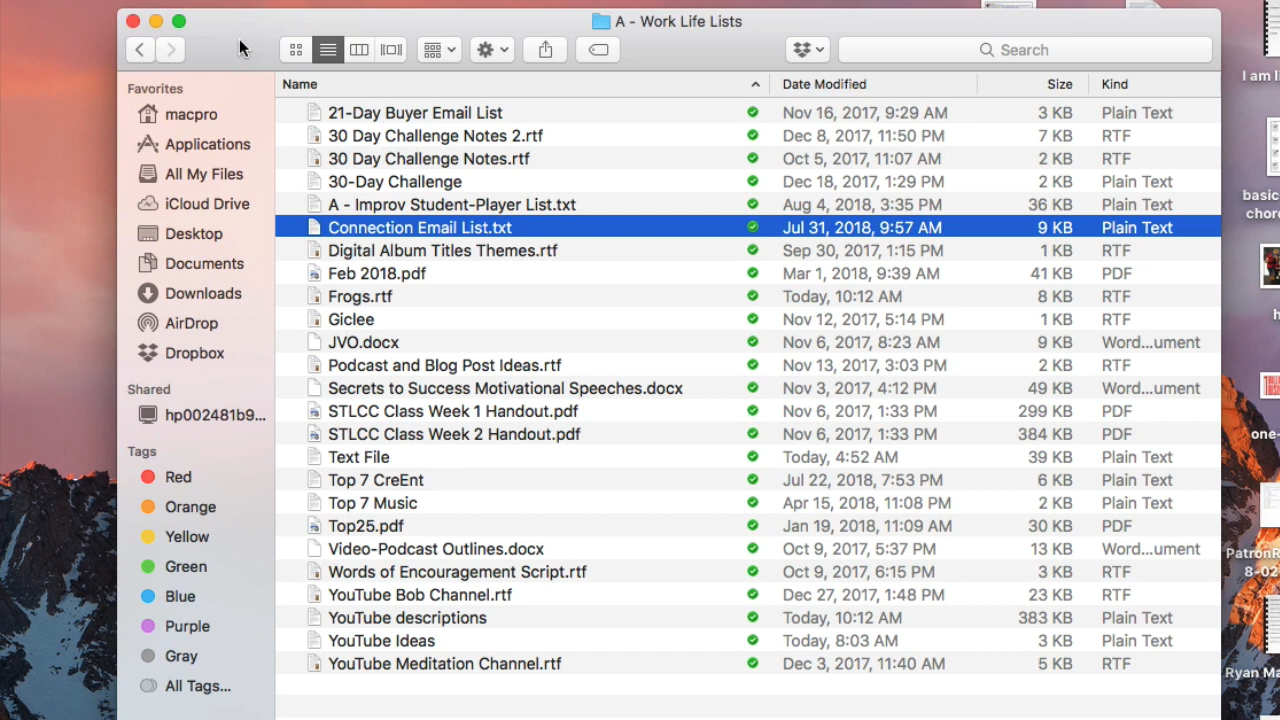 A - Work Life Lists
Search
Favorites
macpro
Applications
All My Files
iCloud Drive
Desktop
Documents
Downloads
AirDrop
Dropbox
Shared
hp002481b9...
Tags
Red
Orange
Yellow
Green
Blue
Purple
Gray
All Tags...
Name Date Modified Size Kind
21-Day Buyer Email List Nov 16, 2017, 9:29 AM 3 KB Plain Text
30 Day Challenge Notes 2.rtf Dec 8, 2017, 11:50 PM 7 KB RTF
30 Day Challenge Notes.rtf Oct 5, 2017, 11:07 AM 2 KB RTF
30-Day Challenge Dec 18, 2017, 1:29 PM 2 KB Plain Text
A - Improv Student-Player List.txt Aug 4, 2018, 3:35 PM 36 KB Plain Text
Connection Email List.txt Jul 31, 2018, 9:57 AM 9 KB Plain Text
Digital Album Titles Themes.rtf Sep 30, 2017, 1:15 PM 1 KB RTF
Feb 2018.pdf Mar 1, 2018, 9:39 AM 41 KB PDF
Frogs.rtf Today, 10:12 AM 8 KB RTF
Giclee Nov 12, 2017, 5:14 PM 1 KB RTF
JVO.docx Nov 6, 2017, 8:23 AM 9 KB Word...ument
Podcast and Blog Post Ideas.rtf Nov 13, 2017, 3:03 PM 2 KB RTF
Secrets to Success Motivational Speeches.docx Nov 3, 2017, 4:12 PM 49 KB Word...ument
STLCC Class Week 1 Handout.pdf Nov 6, 2017, 1:33 PM 299 KB PDF
STLCC Class Week 2 Handout.pdf Nov 6, 2017, 1:33 PM 384 KB PDF
Text File Today, 4:52 AM 39 KB Plain Text
Top 7 CreEnt Jul 22, 2018, 7:53 PM 6 KB Plain Text
Top 7 Music Apr 15, 2018, 11:08 PM 2 KB Plain Text
Top25.pdf Jan 19, 2018, 11:09 AM 30 KB PDF
Video-Podcast Outlines.docx Oct 9, 2017, 5:37 PM 13 KB Word...ument
Words of Encouragement Script.rtf Oct 9, 2017, 6:15 PM 3 KB RTF
YouTube Bob Channel.rtf Dec 27, 2017, 1:48 PM 23 KB RTF
YouTube descriptions Today, 10:12 AM 383 KB Plain Text
YouTube Ideas Today, 8:03 AM 3 KB Plain Text
YouTube Meditation Channel.rtf Dec 3, 2017, 11:40 AM 5 KB RTF
I am li
basic
chor
h
one-
PatronR
8-02
Ryan Ma